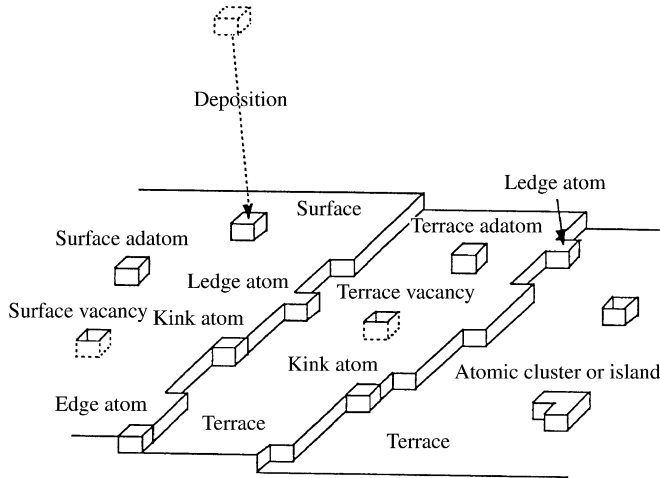 Deposition
Ledge atom
Surface
Surface adatom
Terrace adatom
Ledge atom
Surface vacancy
Kink atom
Terrace vacancy
Kink atom
Atomic cluster or island
Edge atom
Terrace
Terrace